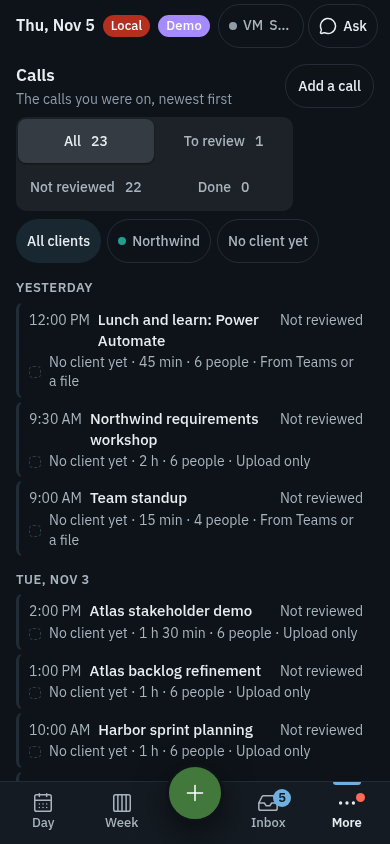 Thu, Nov 5 Local Demo VM S... Ask
Calls
The calls you were on, newest first
Add a call
All 23 To review 1
Not reviewed 22 Done 0
All clients Northwind No client yet
YESTERDAY
12:00 PM Lunch and learn: Power Not reviewed
Automate
No client yet · 45 min · 6 people · From Teams or
a file
9:30 AM Northwind requirements Not reviewed
workshop
No client yet · 2 h · 6 people · Upload only
9:00 AM Team standup Not reviewed
No client yet · 15 min · 4 people · From Teams or
a file
TUE, NOV 3
2:00 PM Atlas stakeholder demo Not reviewed
No client yet · 1 h 30 min · 6 people · Upload only
1:00 PM Atlas backlog refinement Not reviewed
No client yet · 1 h · 6 people · Upload only
10:00 AM Harbor sprint planning Not reviewed
No client yet · 1 h · 6 people · Upload only
5
Day Week Inbox More